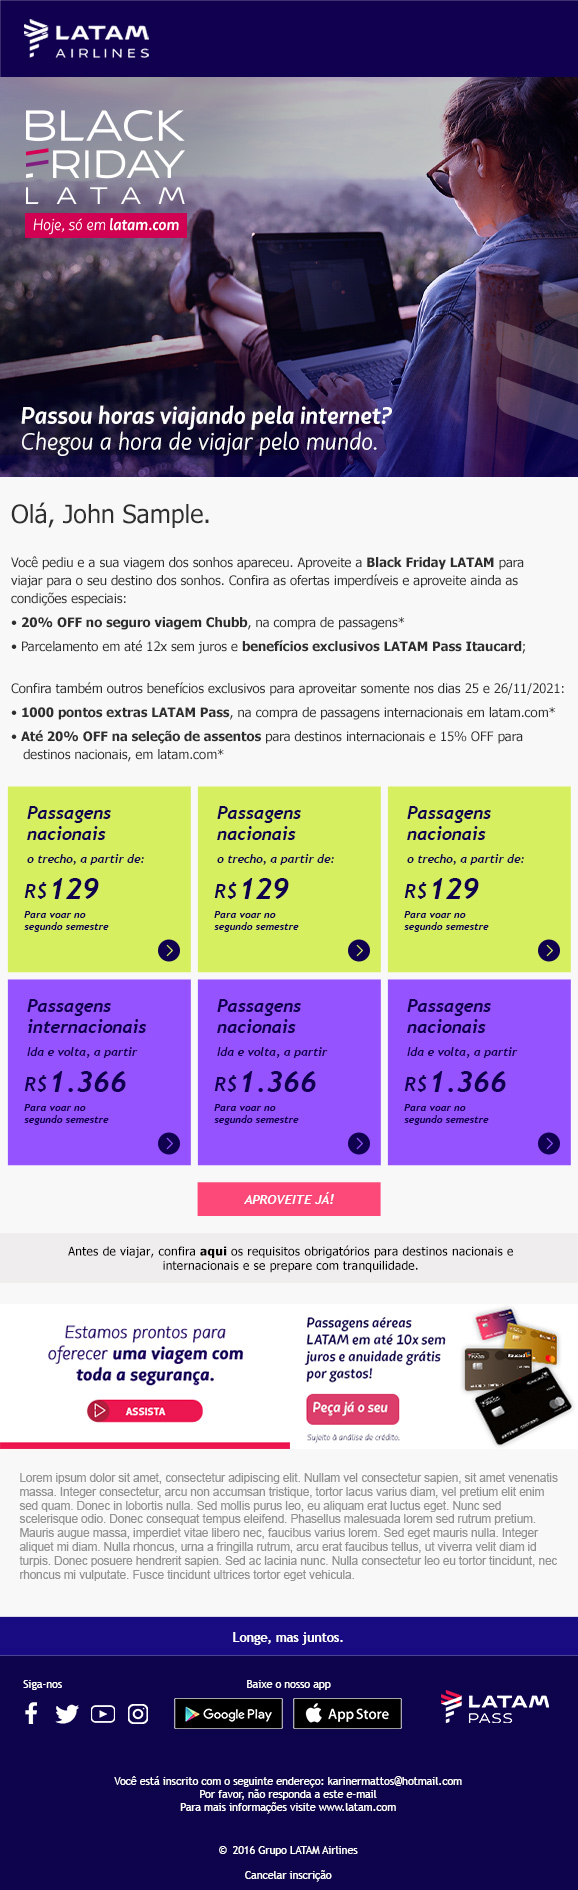 LATAM
AIRLINES
BLACK
FRIDAY
LATAM
Hoje, só em latam.com
Passou horas viajando pela internet?
Chegou a hora de viajar pelo mundo.
Olá, John Sample.
Você pediu e a sua viagem dos sonhos apareceu. Aproveite a Black Friday LATAM para
viajar para o seu destino dos sonhos. Confira as ofertas imperdíveis e aproveite ainda as
condições especiais:
• 20% OFF no seguro viagem Chubb, na compra de passagens*
• Parcelamento em até 12x sem juros e benefícios exclusivos LATAM Pass Itaucard;
Confira também outros benefícios exclusivos para aproveitar somente nos dias 25 e 26/11/2021:
• 1000 pontos extras LATAM Pass, na compra de passagens internacionais em latam.com*
• Até 20% OFF na seleção de assentos para destinos internacionais e 15% OFF para
destinos nacionais, em latam.com*
Passagens
nacionais
o trecho, a partir de:
R$ 129
Para voar no
segundo semestre
Passagens
nacionais
o trecho, a partir de:
R$ 129
Para voar no
segundo semestre
Passagens
nacionais
o trecho, a partir de:
R$ 129
Para voar no
segundo semestre
Passagens
internacionais
Ida e volta, a partir
R$ 1.366
Para voar no
segundo semestre
Passagens
nacionais
Ida e volta, a partir
R$ 1.366
Para voar no
segundo semestre
Passagens
nacionais
Ida e volta, a partir
R$ 1.366
Para voar no
segundo semestre
APROVEITE JÁ!
Antes de viajar, confira aqui os requisitos obrigatórios para destinos nacionais e
internacionais e se prepare com tranquilidade.
Estamos prontos para
oferecer uma viagem com
toda a segurança.
ASSISTA
Passagens aéreas
LATAM em até 10x sem
juros e anuidade grátis
por gastos!
Peça já o seu
Sujeito à análise de crédito.
Lorem ipsum dolor sit amet, consectetur adipiscing elit. Nullam vel consectetur sapien, sit amet venenatis
massa. Integer consectetur, arcu non accumsan tristique, tortor lacus varius diam, vel pretium elit enim
sed quam. Donec in lobortis nulla. Sed mollis purus leo, eu aliquam erat luctus eget. Nunc sed
scelerisque odio. Donec consequat tempus eleifend. Phasellus malesuada lorem sed rutrum pretium.
Mauris augue massa, imperdiet vitae libero nec, faucibus varius lorem. Sed eget mauris nulla. Integer
aliquet mi diam. Nulla rhoncus, urna a fringilla rutrum, arcu erat faucibus tellus, ut viverra velit diam id
turpis. Donec posuere hendrerit sapien. Sed ac lacinia nunc. Nulla consectetur leo eu tortor tincidunt, nec
rhoncus mi vulputate. Fusce tincidunt ultrices tortor eget vehicula.
Longe, mas juntos.
Siga-nos
Baixe o nosso app
Google Play
App Store
LATAM
PASS
Você está inscrito com o seguinte endereço: karinermattos@hotmail.com
Por favor, não responda a este e-mail
Para mais informações visite www.latam.com
© 2016 Grupo LATAM Airlines
Cancelar inscrição